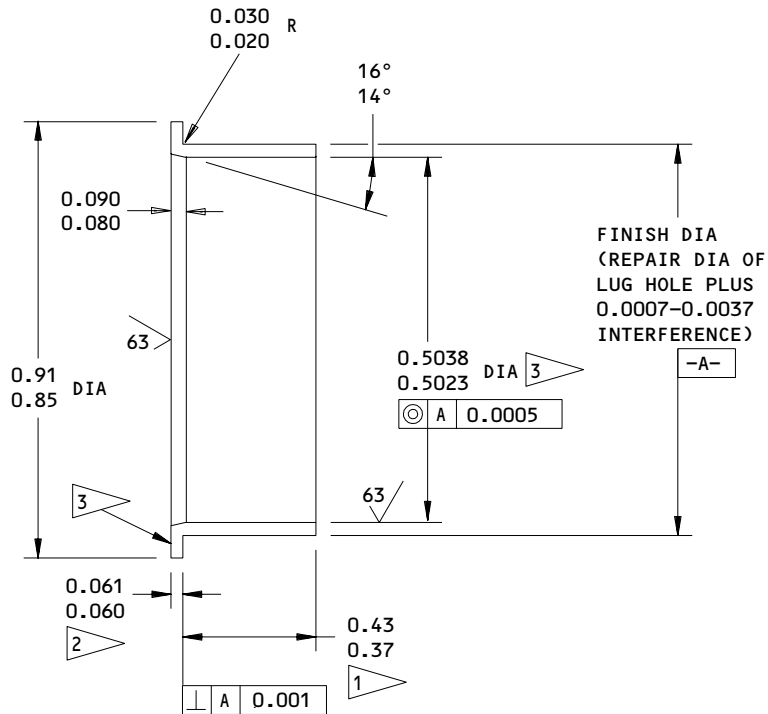 0.030
0.020 R
16°
14°
0.090
0.080
FINISH DIA
(REPAIR DIA OF
LUG HOLE PLUS
0.0007-0.0037
INTERFERENCE)
-A-
63
0.91
0.85 DIA
0.5038
0.5023 DIA 3
◎ A 0.0005
3
63
0.061
0.060
2
0.43
0.37
1
⊥ A 0.001